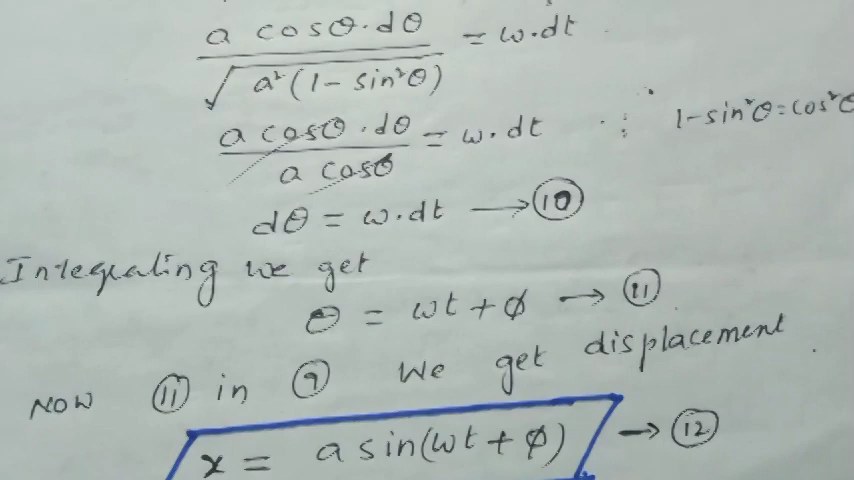 a cosθ·dθ / √a²(1-sin²θ) = ω·dt
a cosθ·dθ / a cosθ = ω·dt ∵ 1-sin²θ=cos²θ
dθ = ω·dt → ⑩
Integrating we get
θ = ωt + φ → ⑪
NOW ⑪ in ⑨ We get displacement.
x = a sin(ωt + φ) → ⑫